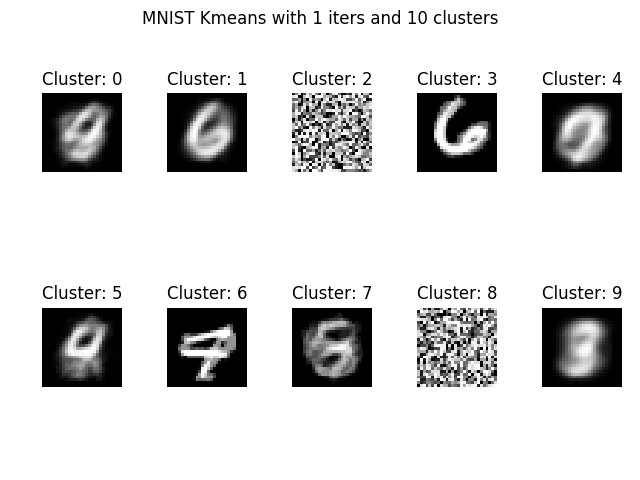 MNIST Kmeans with 1 iters and 10 clusters
Cluster: 0 Cluster: 1 Cluster: 2 Cluster: 3 Cluster: 4
Cluster: 5 Cluster: 6 Cluster: 7 Cluster: 8 Cluster: 9